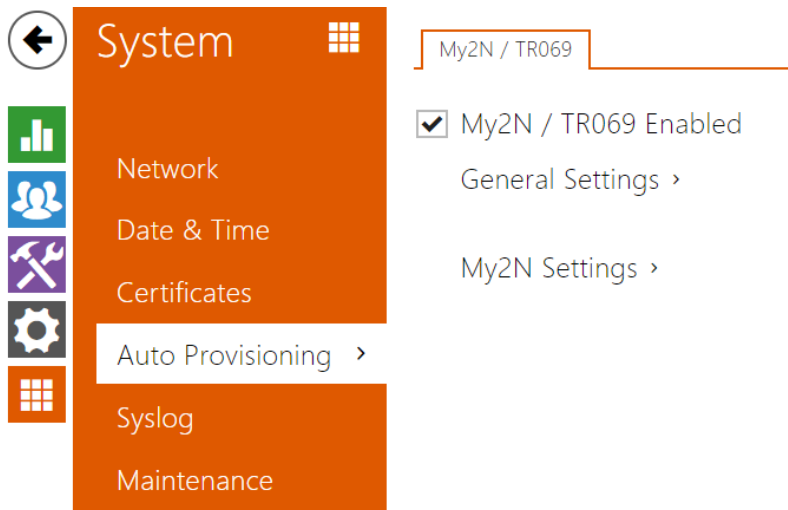 System
Network
Date & Time
Certificates
Auto Provisioning >
Syslog
Maintenance
My2N / TR069
My2N / TR069 Enabled
General Settings >
My2N Settings >